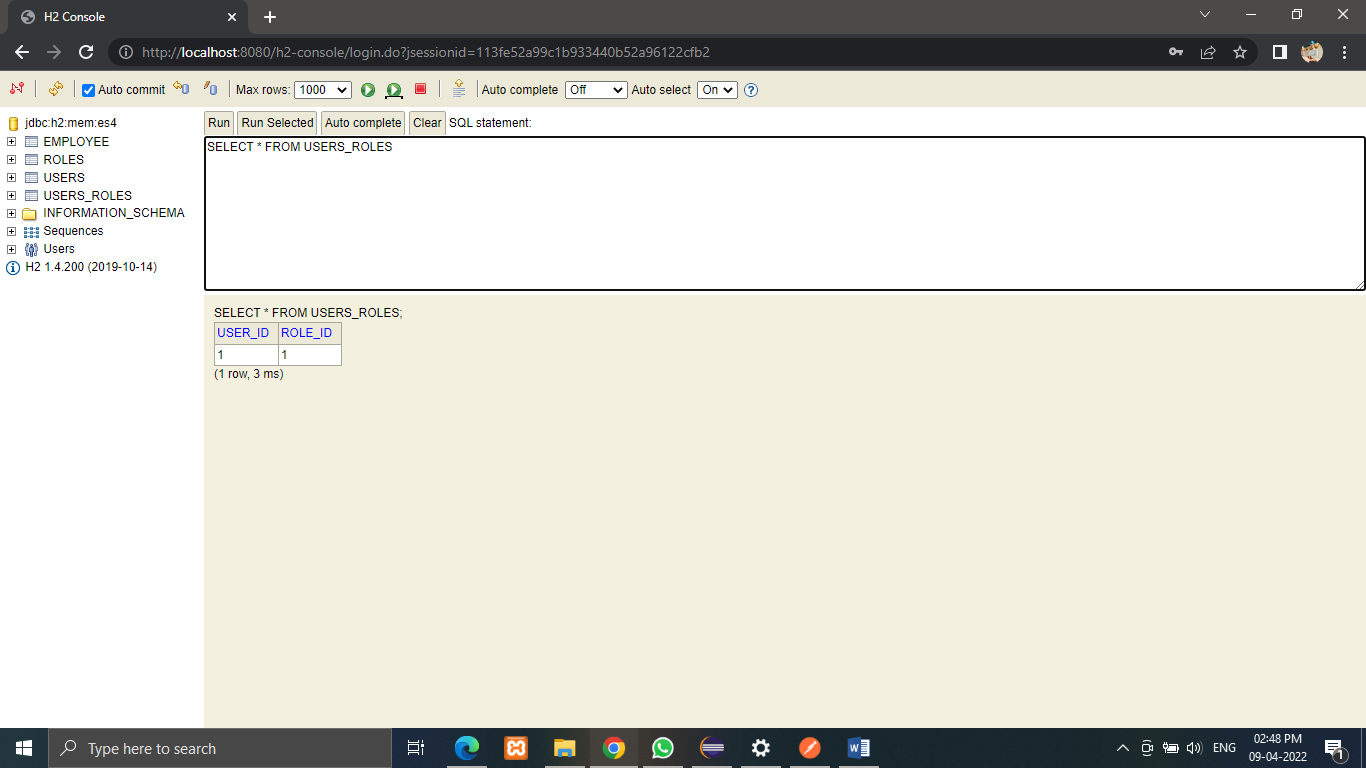 H2 Console
http://localhost:8080/h2-console/login.do?jsessionid=113fe52a99c1b933440b52a96122cfb2
Auto commit Max rows: 1000 Auto complete Off Auto select On
jdbc:h2:mem:es4
EMPLOYEE
ROLES
USERS
USERS_ROLES
INFORMATION_SCHEMA
Sequences
Users
H2 1.4.200 (2019-10-14)
Run Run Selected Auto complete Clear SQL statement:
SELECT * FROM USERS_ROLES
SELECT * FROM USERS_ROLES;
USER_ID ROLE_ID
1 1
(1 row, 3 ms)
Type here to search
ENG
02:48 PM
09-04-2022
1